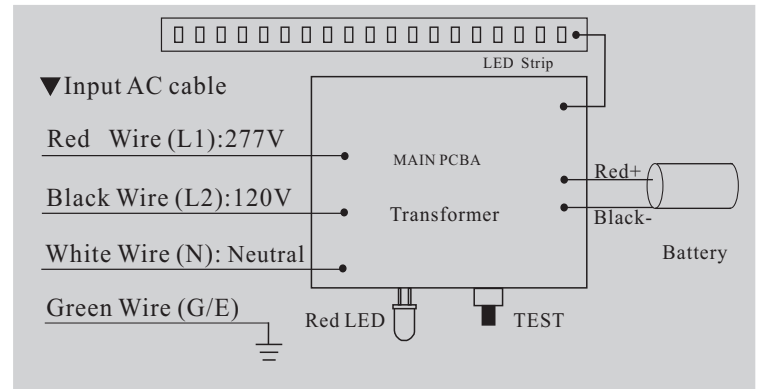 LED Strip
▼Input AC cable
Red Wire (L1):277V
MAIN PCBA
Red+
Black Wire (L2):120V
Transformer
Black-
White Wire (N): Neutral
Battery
Green Wire (G/E)
Red LED
TEST